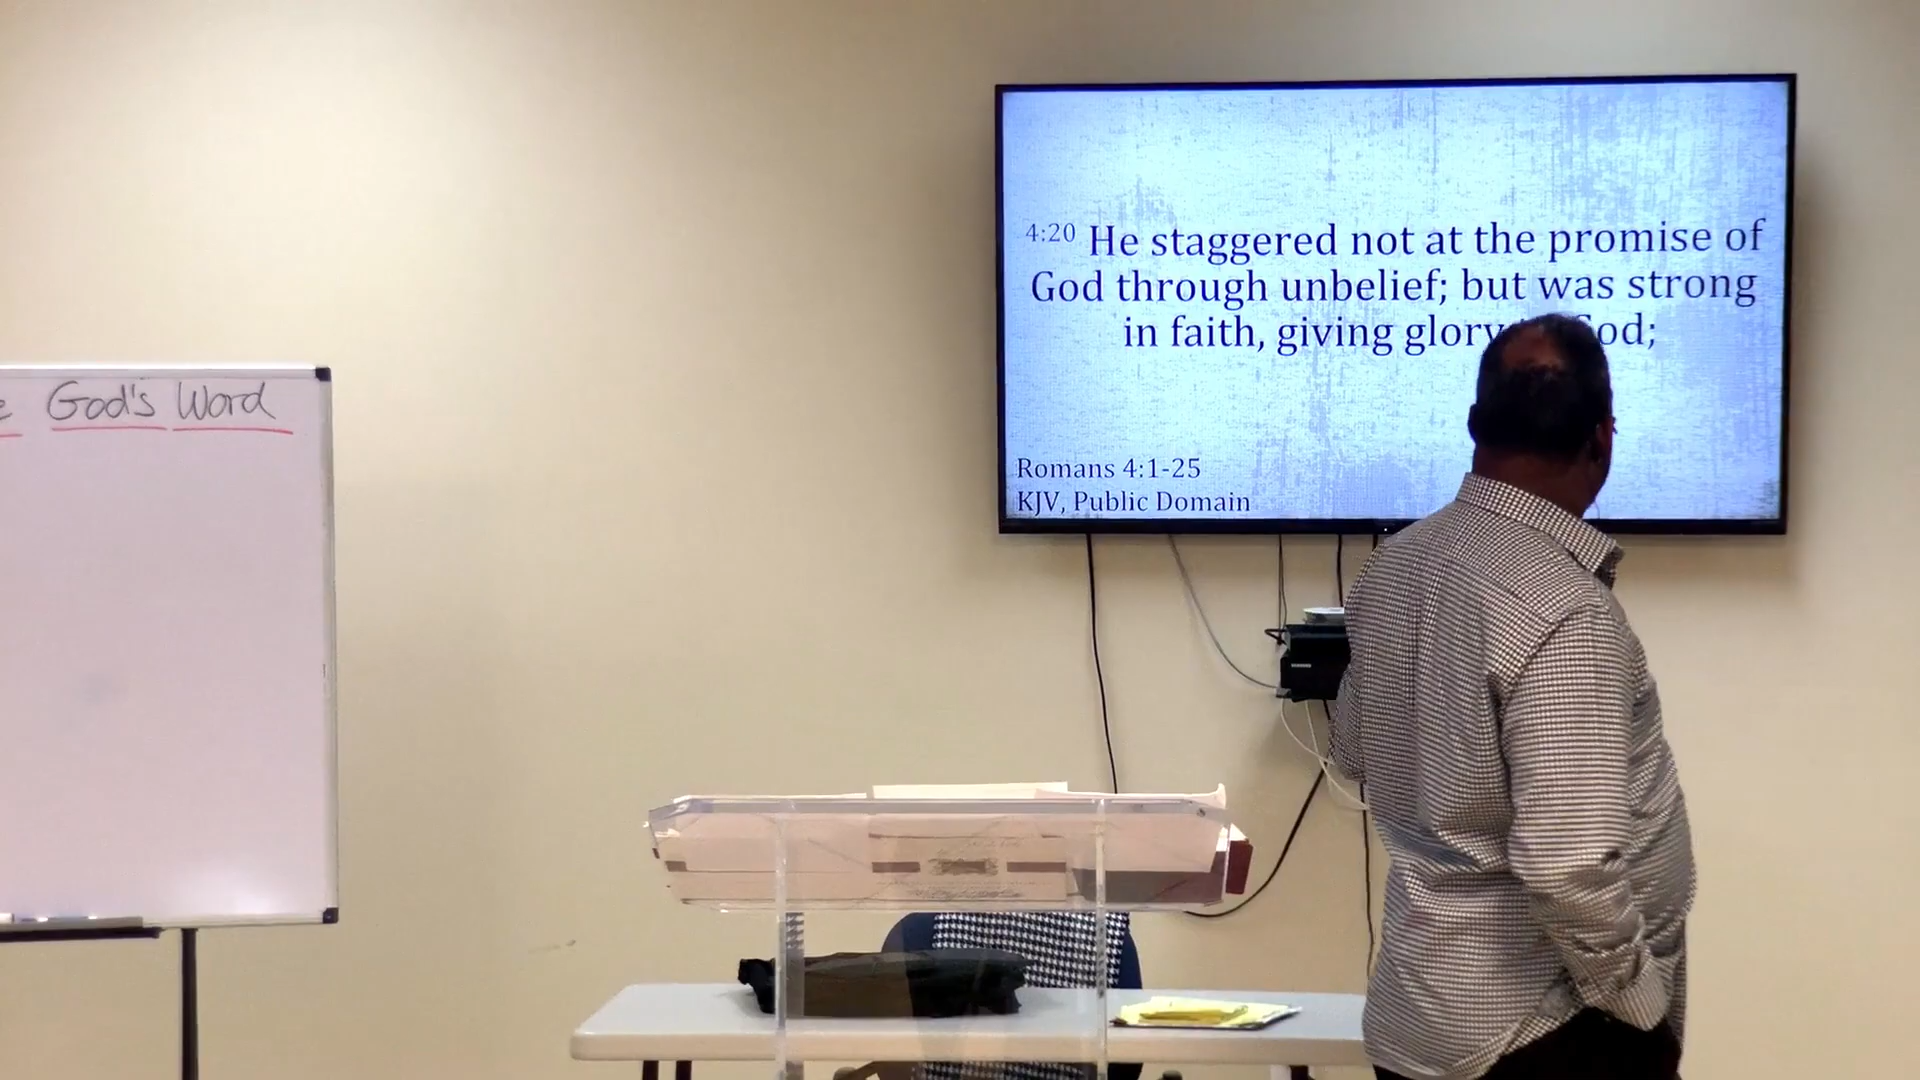 God's Word
4:20 He staggered not at the promise of
God through unbelief; but was strong
in faith, giving glory God;
Romans 4:1-25
KJV, Public Domain